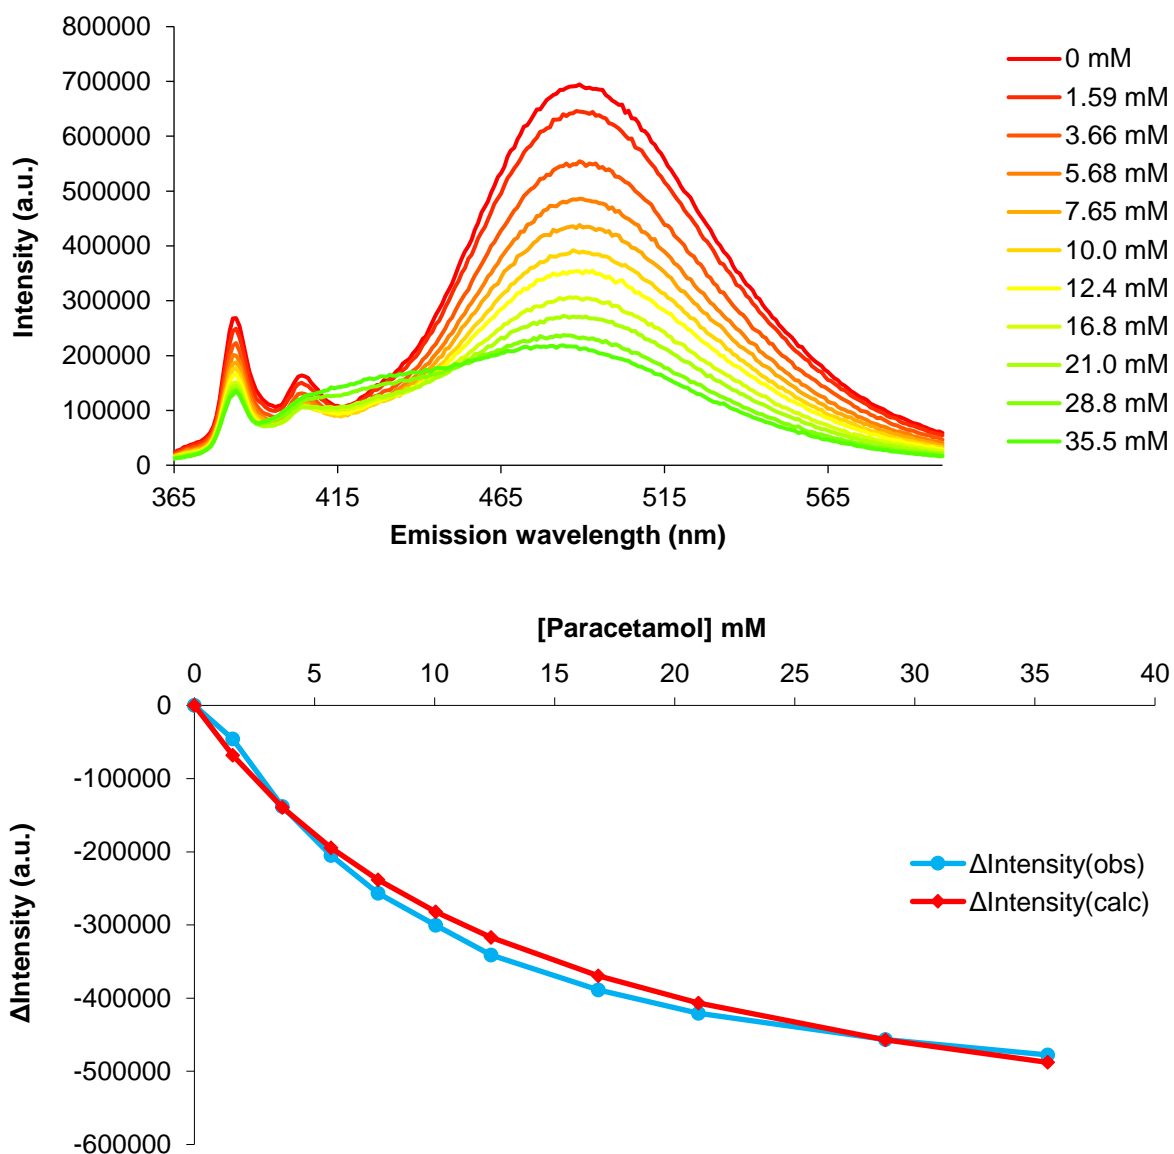 800000
700000
600000
500000
400000
300000
200000
100000
0
Intensity (a.u.)
365
415
465
515
565
Emission wavelength (nm)
0 mM
1.59 mM
3.66 mM
5.68 mM
7.65 mM
10.0 mM
12.4 mM
16.8 mM
21.0 mM
28.8 mM
35.5 mM
[Paracetamol] mM
0
5
10
15
20
25
30
35
40
0
-100000
-200000
-300000
-400000
-500000
-600000
ΔIntensity (a.u.)
ΔIntensity(obs)
ΔIntensity(calc)